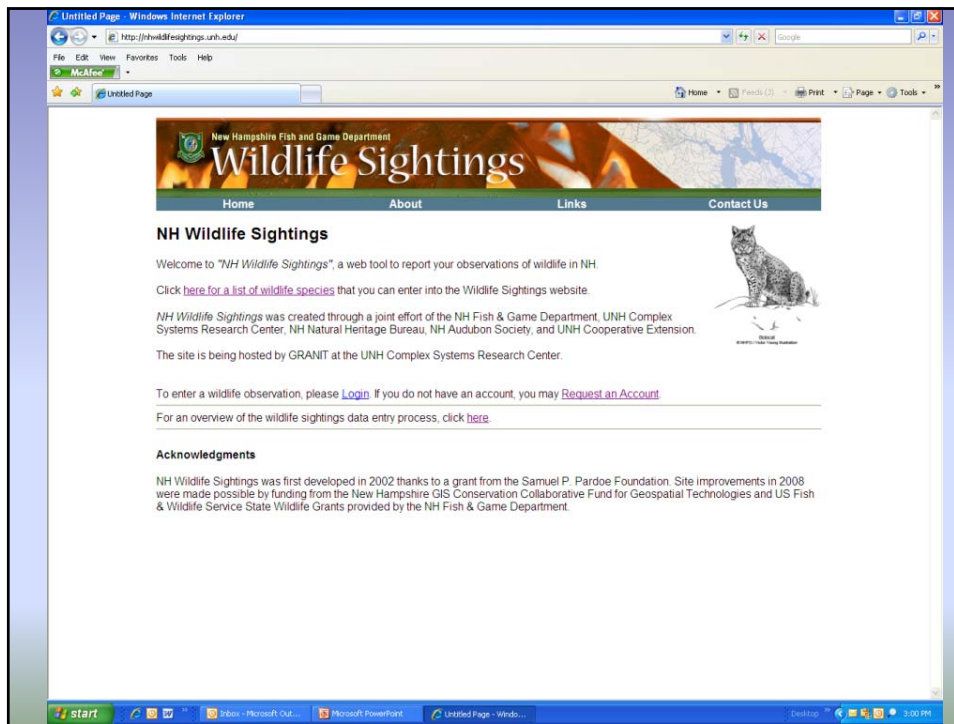 Untitled Page - Windows Internet Explorer
http://nhwildlifesightings.unh.edu/
Google
File Edit View Favorites Tools Help
McAfee
Untitled Page
Home Feeds (J) Print Page Tools
New Hampshire Fish and Game Department
Wildlife Sightings
Home About Links Contact Us
NH Wildlife Sightings
Welcome to "NH Wildlife Sightings", a web tool to report your observations of wildlife in NH.
Click here for a list of wildlife species that you can enter into the Wildlife Sightings website.
NH Wildlife Sightings was created through a joint effort of the NH Fish & Game Department, UNH Complex
Systems Research Center, NH Natural Heritage Bureau, NH Audubon Society, and UNH Cooperative Extension.
Bobcat
The site is being hosted by GRANIT at the UNH Complex Systems Research Center.
To enter a wildlife observation, please Login. If you do not have an account, you may Request an Account.
For an overview of the wildlife sightings data entry process, click here.
Acknowledgments
NH Wildlife Sightings was first developed in 2002 thanks to a grant from the Samuel P. Pardoe Foundation. Site improvements in 2008
were made possible by funding from the New Hampshire GIS Conservation Collaborative Fund for Geospatial Technologies and US Fish
& Wildlife Service State Wildlife Grants provided by the NH Fish & Game Department.
start Inbox - Microsoft Out... Microsoft PowerPoint Untitled Page - Windo... Desktop 3:00 PM